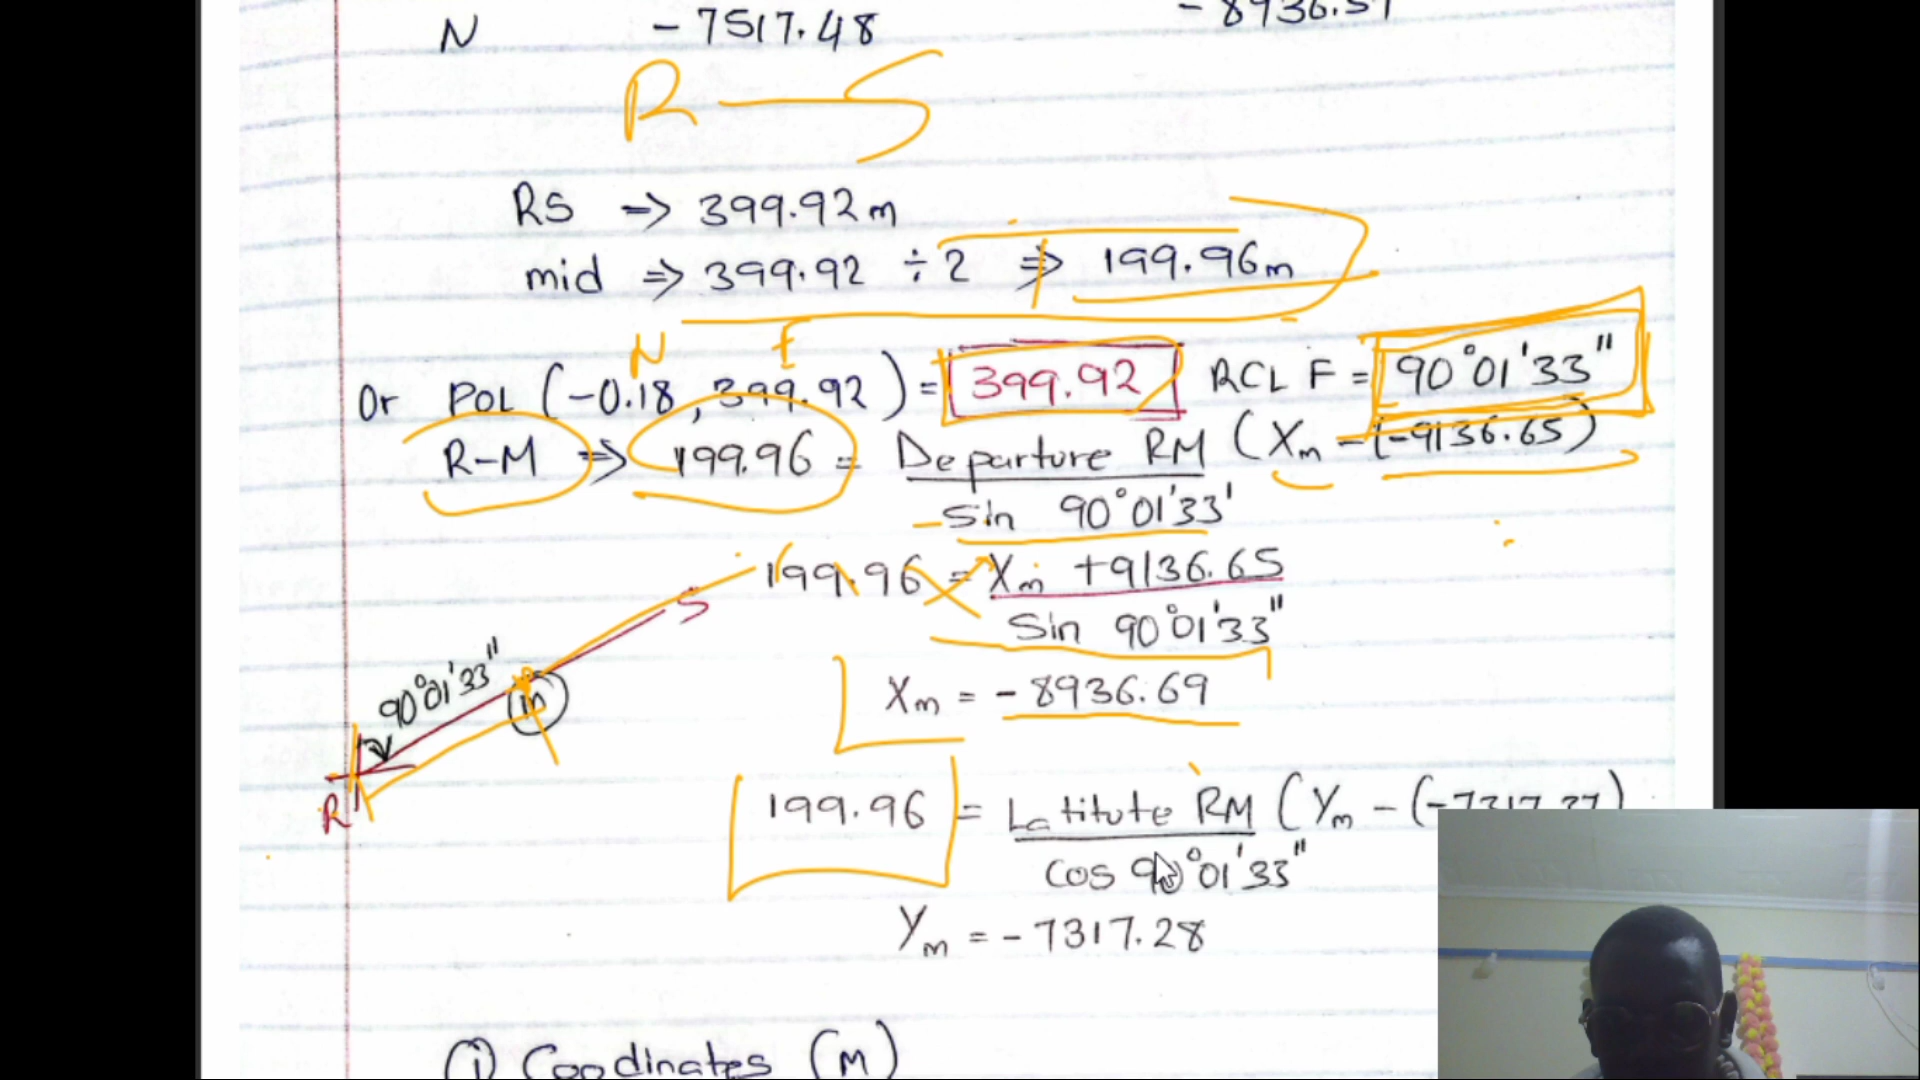 N -7517.48 -8936.57
R — S
RS => 399.92m
mid => 399.92 ÷ 2 => 199.96m
N E
Or POL (-0.18, 399.92) = 399.92 RCL F = 90°01'33"
R-M => 199.96 = Departure RM (Xm - (-9136.65)
Sin 90°01'33'
199.96 = Xm + 9136.65
Sin 90°01'33"
S
90°01'33"
m
R
Xm = - 8936.69
199.96 = Latitute RM (Ym - (-7317.27)
Cos 90°01'33"
Ym = - 7317.28
(i) Coodinates (M)